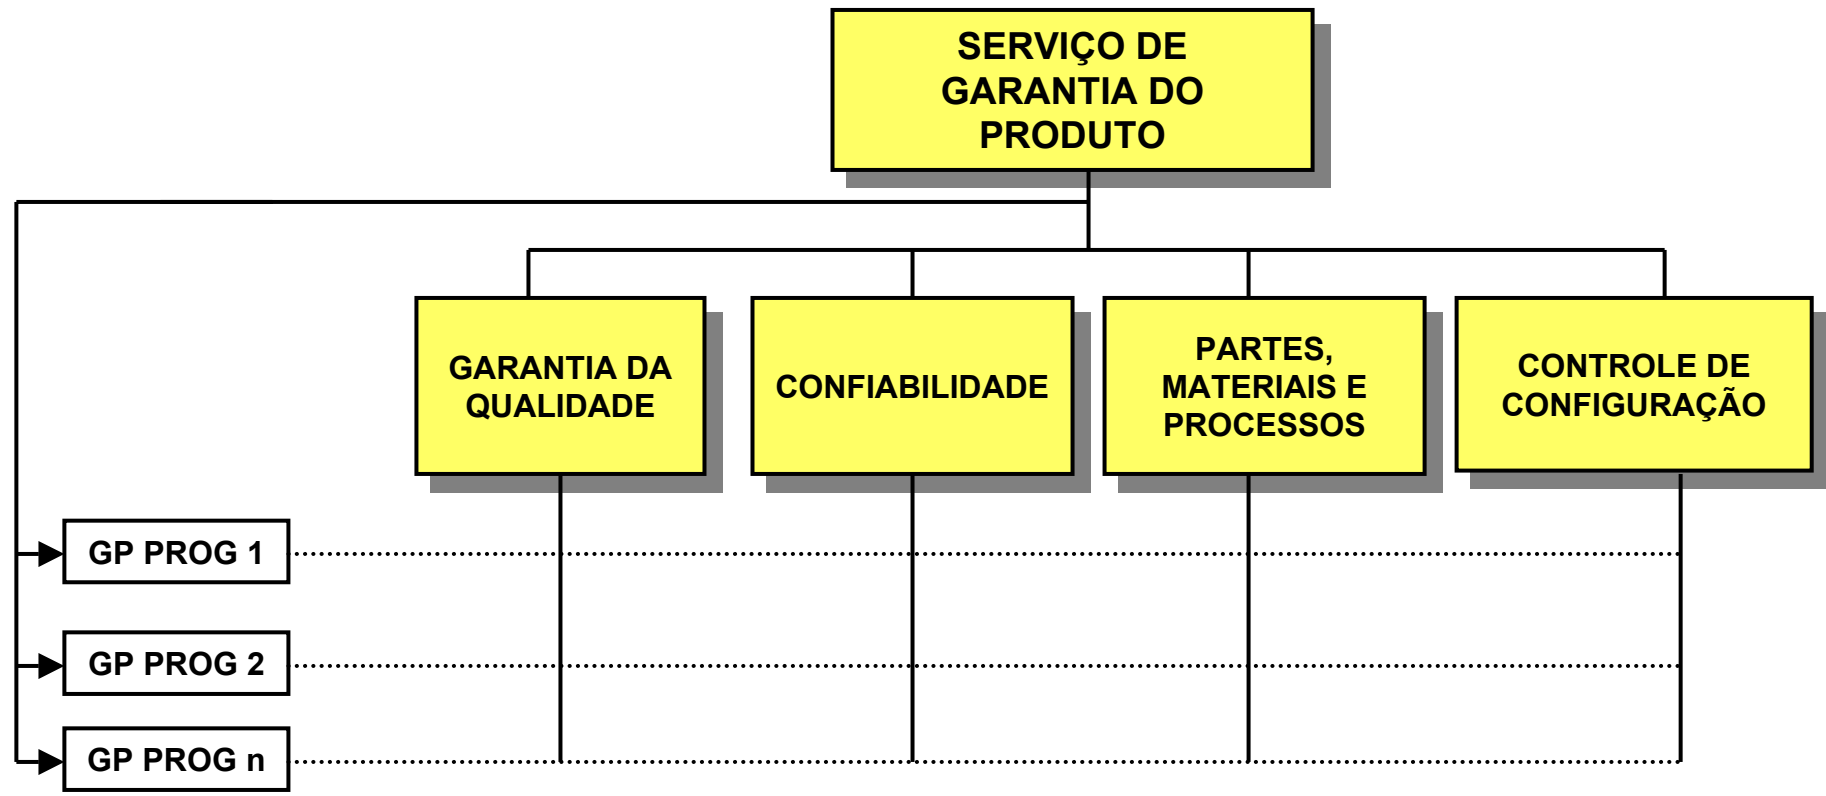 SERVIÇO DE
GARANTIA DO
PRODUTO
GARANTIA DA
QUALIDADE
CONFIABILIDADE
PARTES,
MATERIAIS E
PROCESSOS
CONTROLE DE
CONFIGURAÇÃO
GP PROG 1
GP PROG 2
GP PROG n